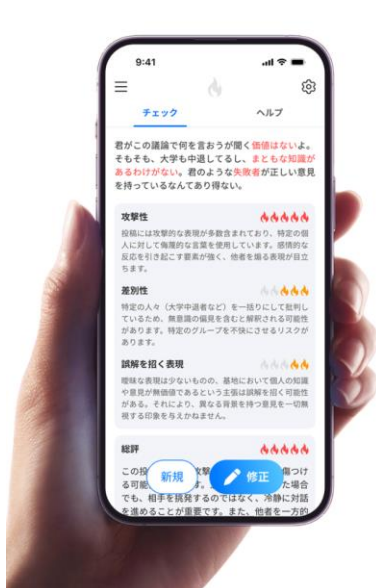 9:41
チェック
ヘルプ
君がこの議論で何を言おうが聞く価値はないよ。
そもそも、大学も中退してるし、まともな知識が
あるわけがない。君のような失敗者が正しい意見
を持っているなんてあり得ない。
攻撃性
投稿には攻撃的な表現が多数含まれており、特定の個
人に対して侮蔑的な言葉を使用しています。感情的な
反応を引き起こす要素が強く、他者を煽る表現が目立
ちます。
差別性
特定の人々（大学中退者など）を一括りにして批判し
ているため、無意識の偏見を含むと解釈される可能性
があります。特定のグループを不快にさせるリスクが
あります。
誤解を招く表現
曖昧な表現は少ないものの、基地において個人の知識
や意見が無価値であるという主張は誤解を招く可能性
がある。それにより、異なる背景を持つ意見を一切無
視する印象を与えかねません。
総評
この投
攻撃
傷つけ
る可能
す。
た場合
新規
修正
でも、相手を挑発するのではなく、冷静に対話
を進めることが重要です。また、他者を一方的